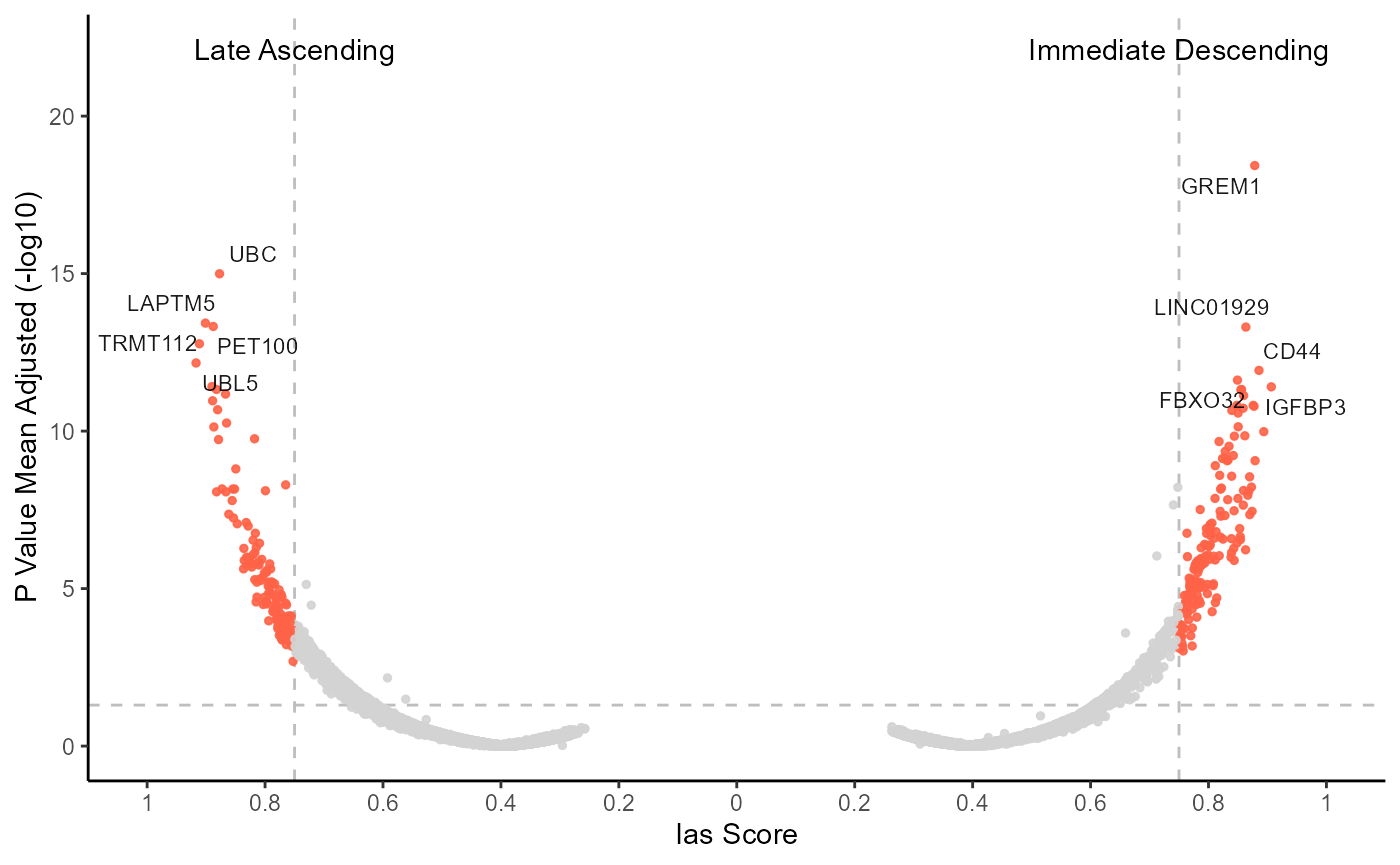 Late Ascending
Immediate Descending
20
GREM1
UBC
15
LAPTM5
LINC01929
TRMT112
PET100
CD44
UBL5
FBXO32
IGFBP3
10
5
0
P Value Mean Adjusted (-log10)
1
0.8
0.6
0.4
0.2
0
0.2
0.4
0.6
0.8
1
Ias Score